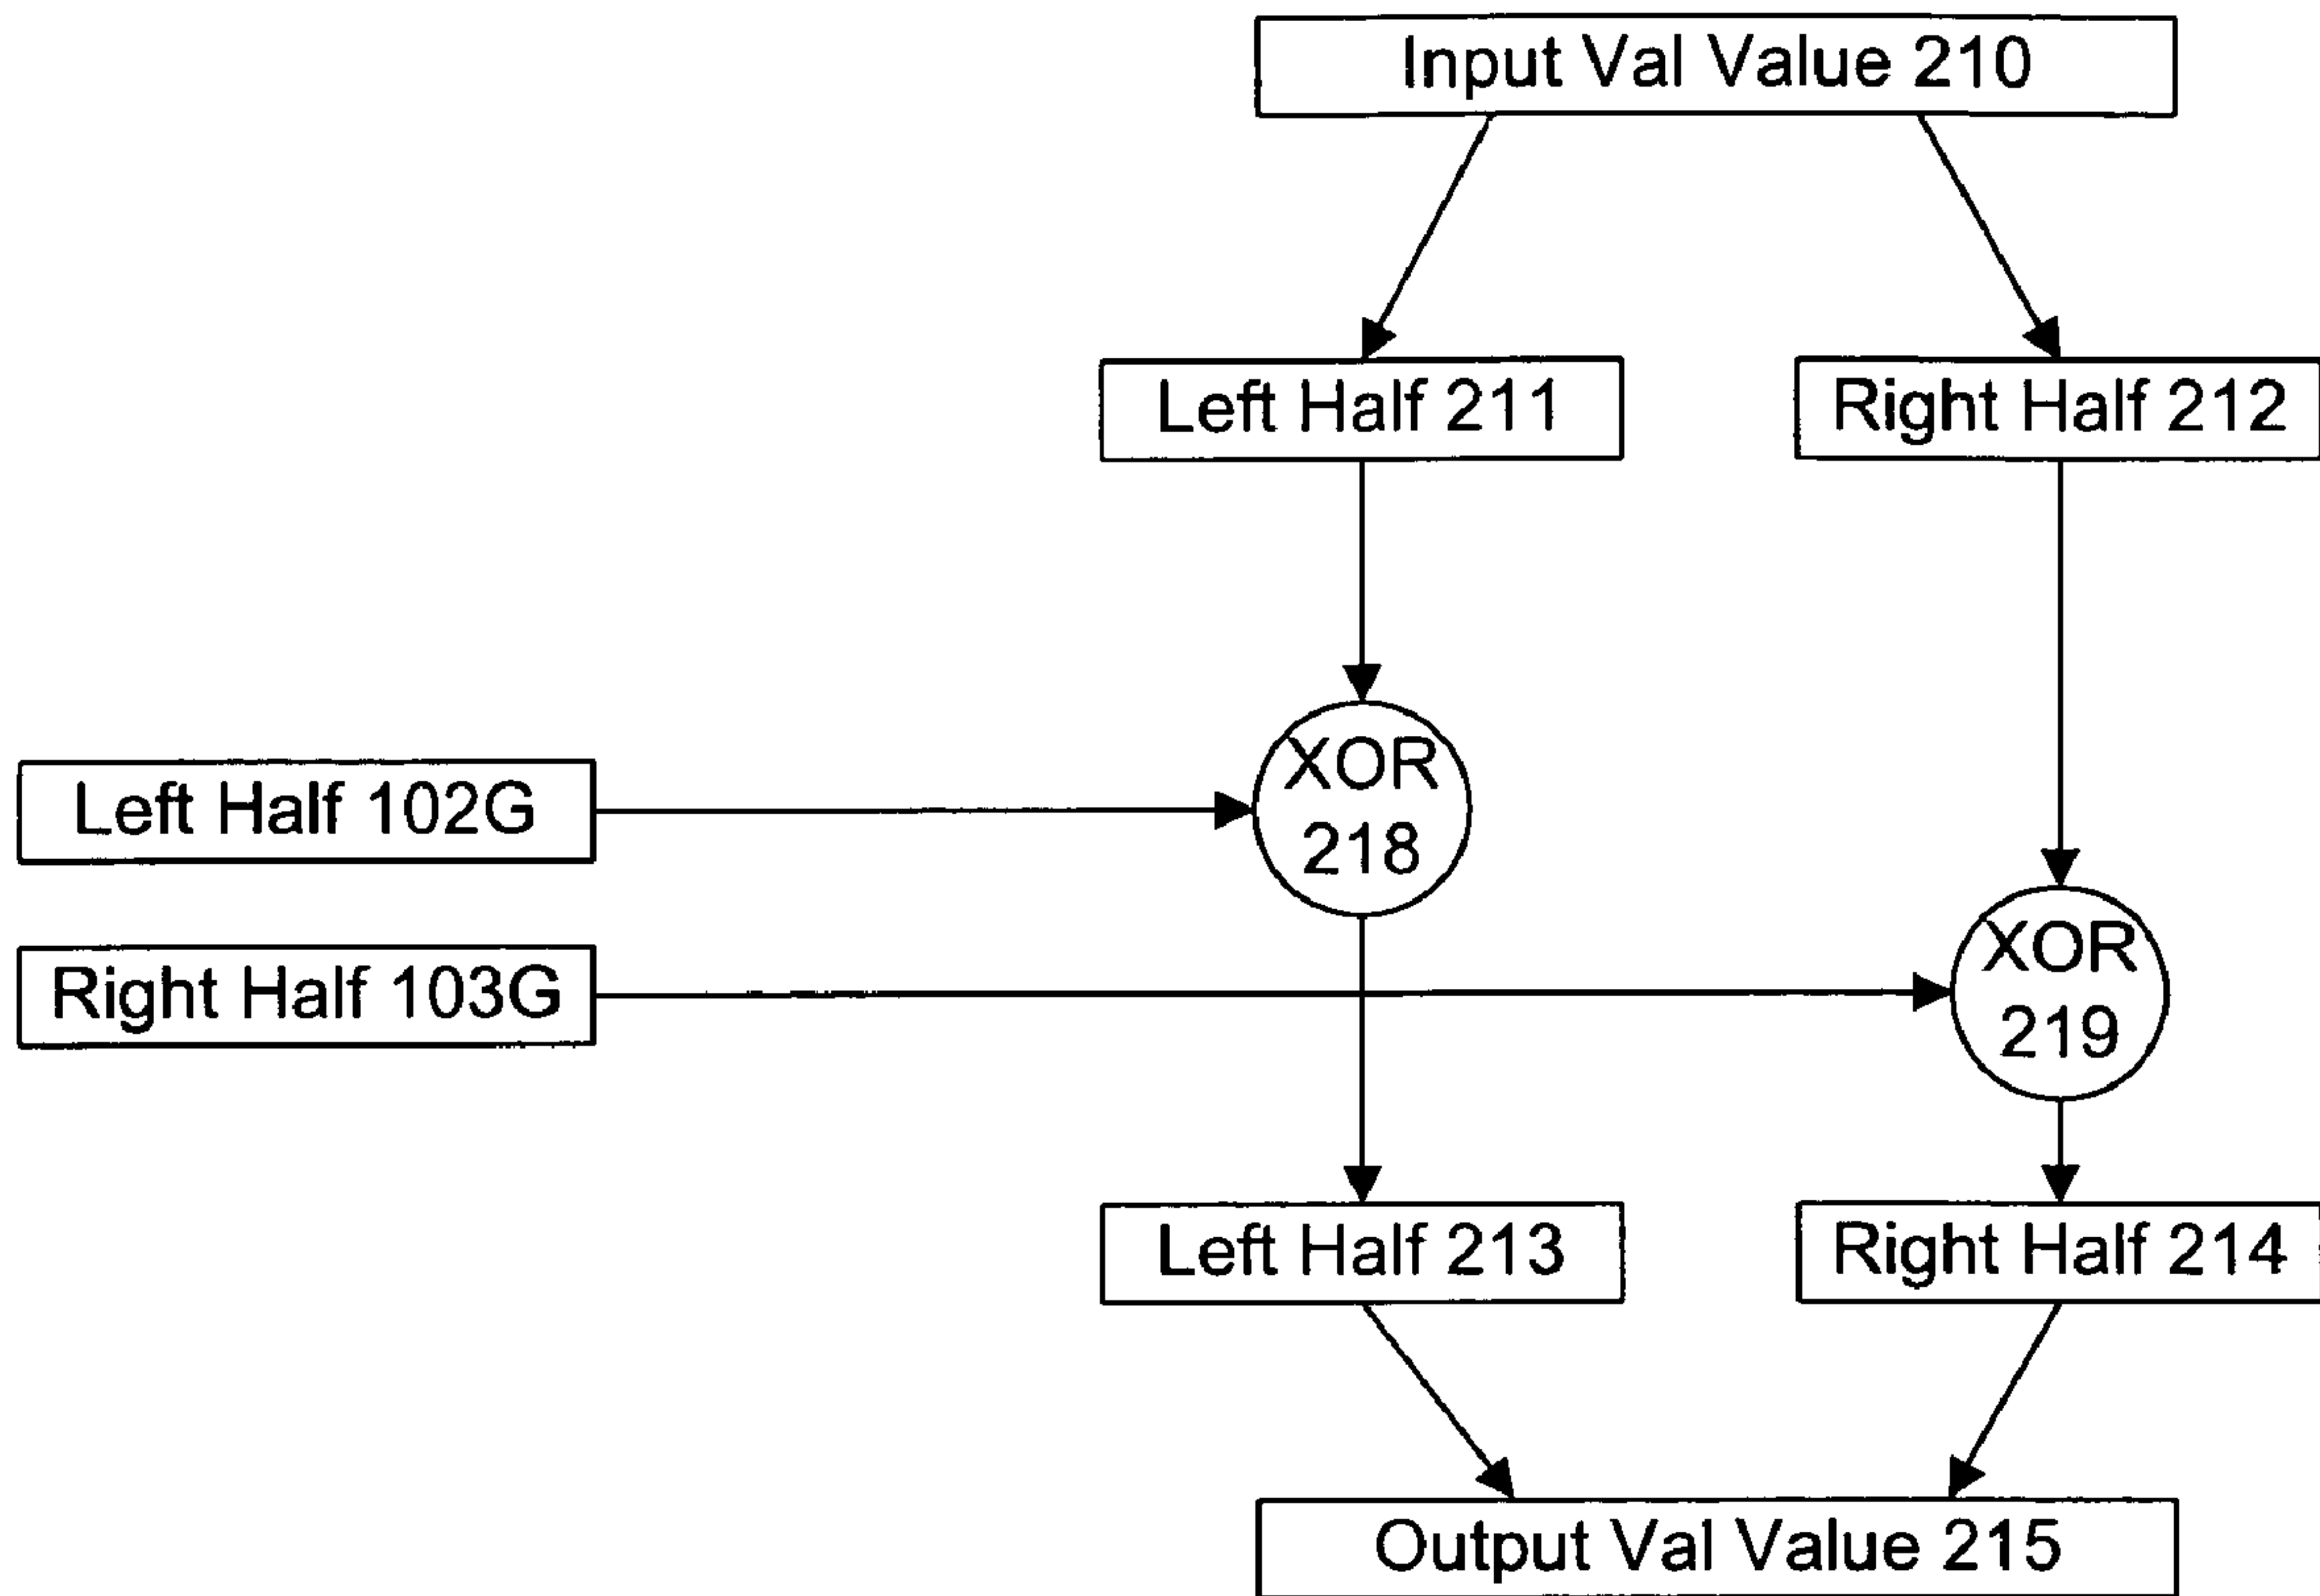 Input Val Value 210
Left Half 211
Right Half 212
XOR
218
Left Half 102G
XOR
219
Right Half 103G
Left Half 213
Right Half 214
Output Val Value 215